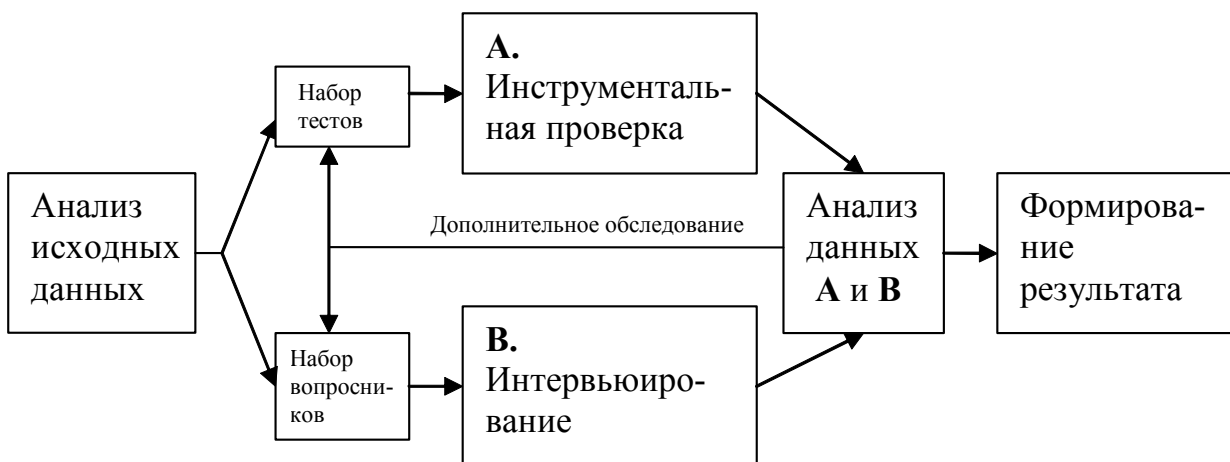 Анализ
исходных
данных
Набор
тестов
А.
Инструменталь-
ная проверка
Дополнительное обследование
Набор
вопросни-
ков
В.
Интервьюиро-
вание
Анализ
данных
А и В
Формирова-
ние
результата